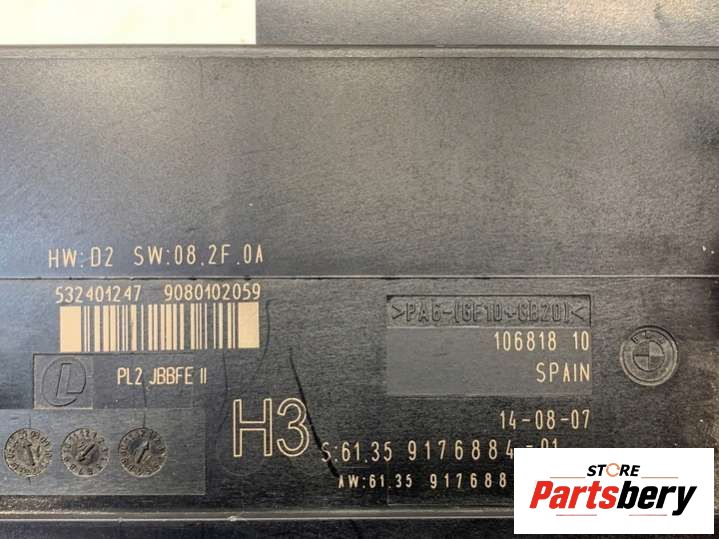 HW:D2 SW:08.2F.0A
532401247 9080102059
>PA6-(GF10+GB20)<
106818 10
SPAIN
BMW
L PL2 JBBFE II
H3
14-08-07
S:61.35 9176884-01
AW:61.35
STORE
Partsbery